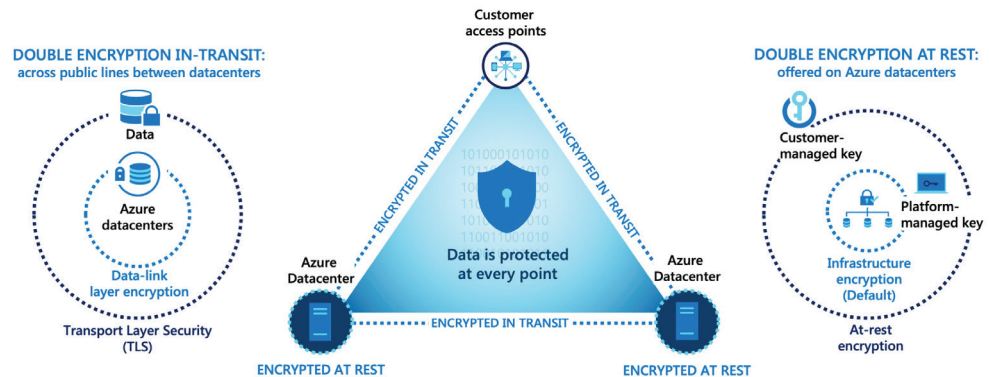 DOUBLE ENCRYPTION IN-TRANSIT:
across public lines between datacenters
Data
Azure
datacenters
Data-link
layer encryption
Transport Layer Security
(TLS)
Customer
access points
ENCRYPTED IN TRANSIT
ENCRYPTED IN TRANSIT
Data is protected
at every point
Azure
Datacenter
Azure
Datacenter
ENCRYPTED IN TRANSIT
ENCRYPTED AT REST
ENCRYPTED AT REST
DOUBLE ENCRYPTION AT REST:
offered on Azure datacenters
Customer-
managed key
Platform-
managed key
Infrastructure
encryption
(Default)
At-rest
encryption